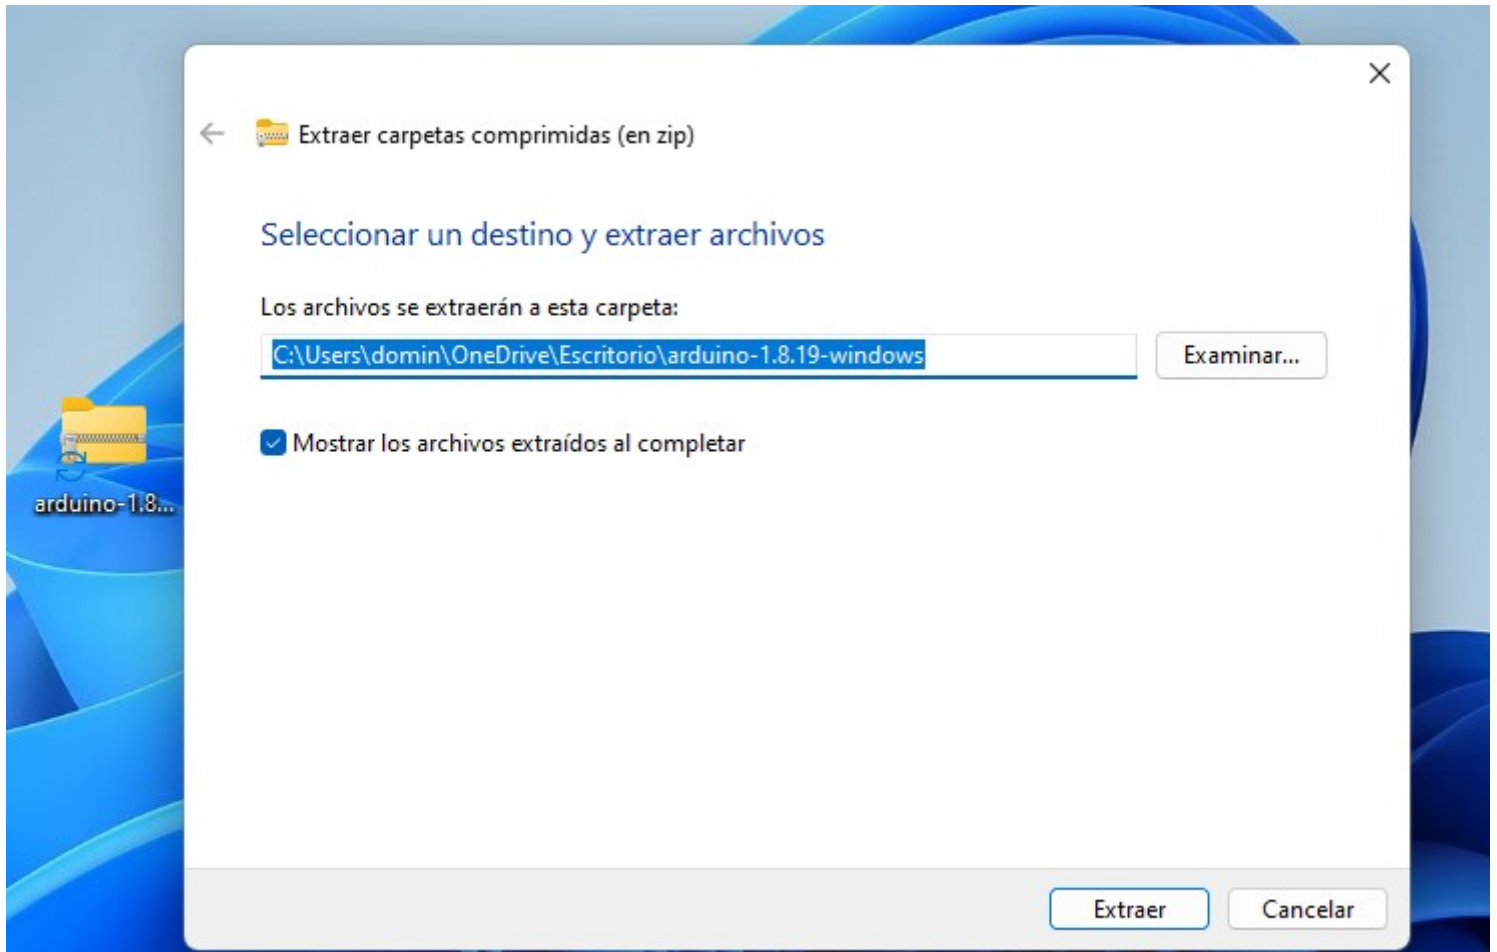 Extraer carpetas comprimidas (en zip)
Seleccionar un destino y extraer archivos
Los archivos se extraerán a esta carpeta:
C:\Users\domin\OneDrive\Escritorio\arduino-1.8.19-windows
Examinar...
Mostrar los archivos extraídos al completar
arduino-1.8...
Extraer
Cancelar